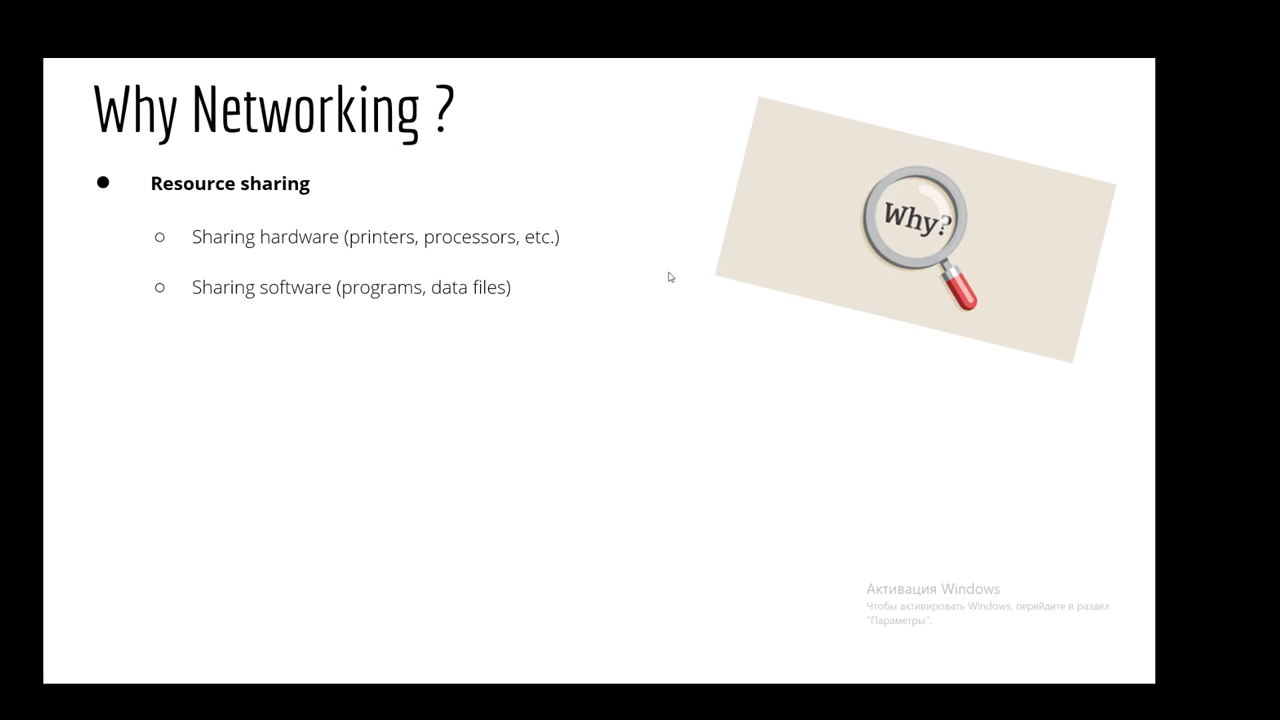 Why Networking ?
Resource sharing
Sharing hardware (printers, processors, etc.)
Sharing software (programs, data files)
Why?
Активация Windows
Чтобы активировать Windows, перейдите в раздел
"Параметры".